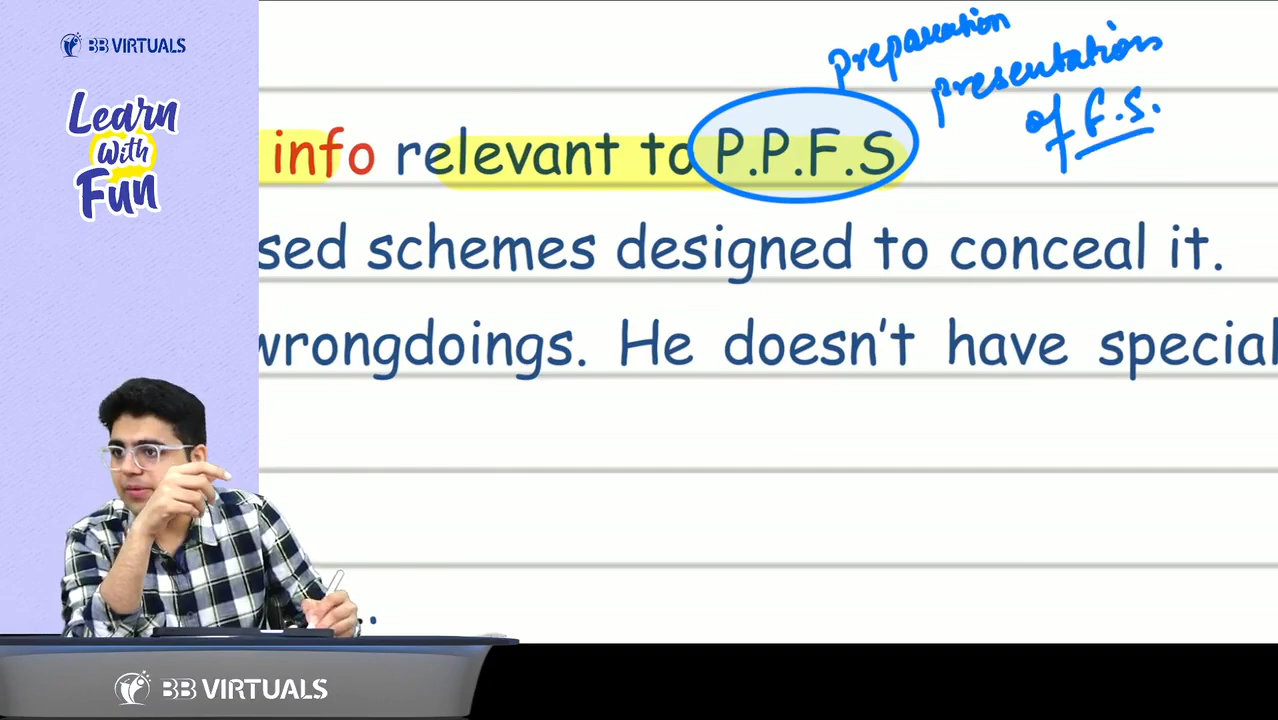 BB VIRTUALS
Learn
with
Fun
preparation
presentation
of F.S.
info relevant to P.P.F.S
sed schemes designed to conceal it.
wrongdoings. He doesn't have special
BB VIRTUALS